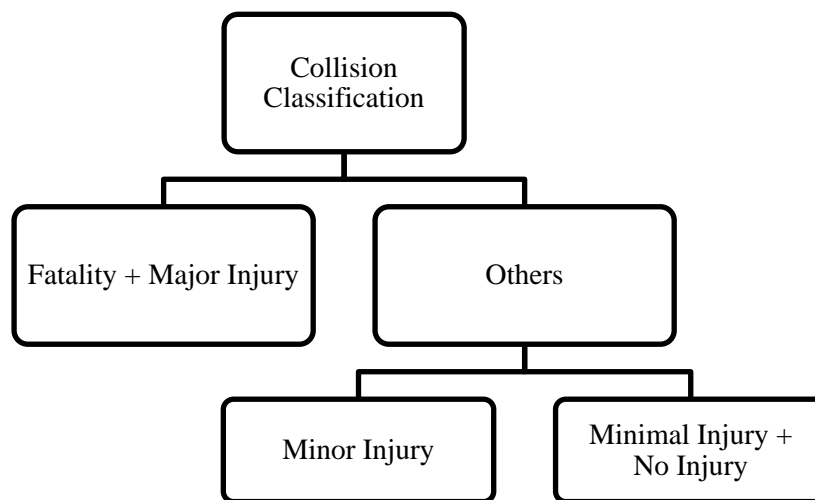 Collision
Classification
Fatality + Major Injury
Others
Minor Injury
Minimal Injury +
No Injury